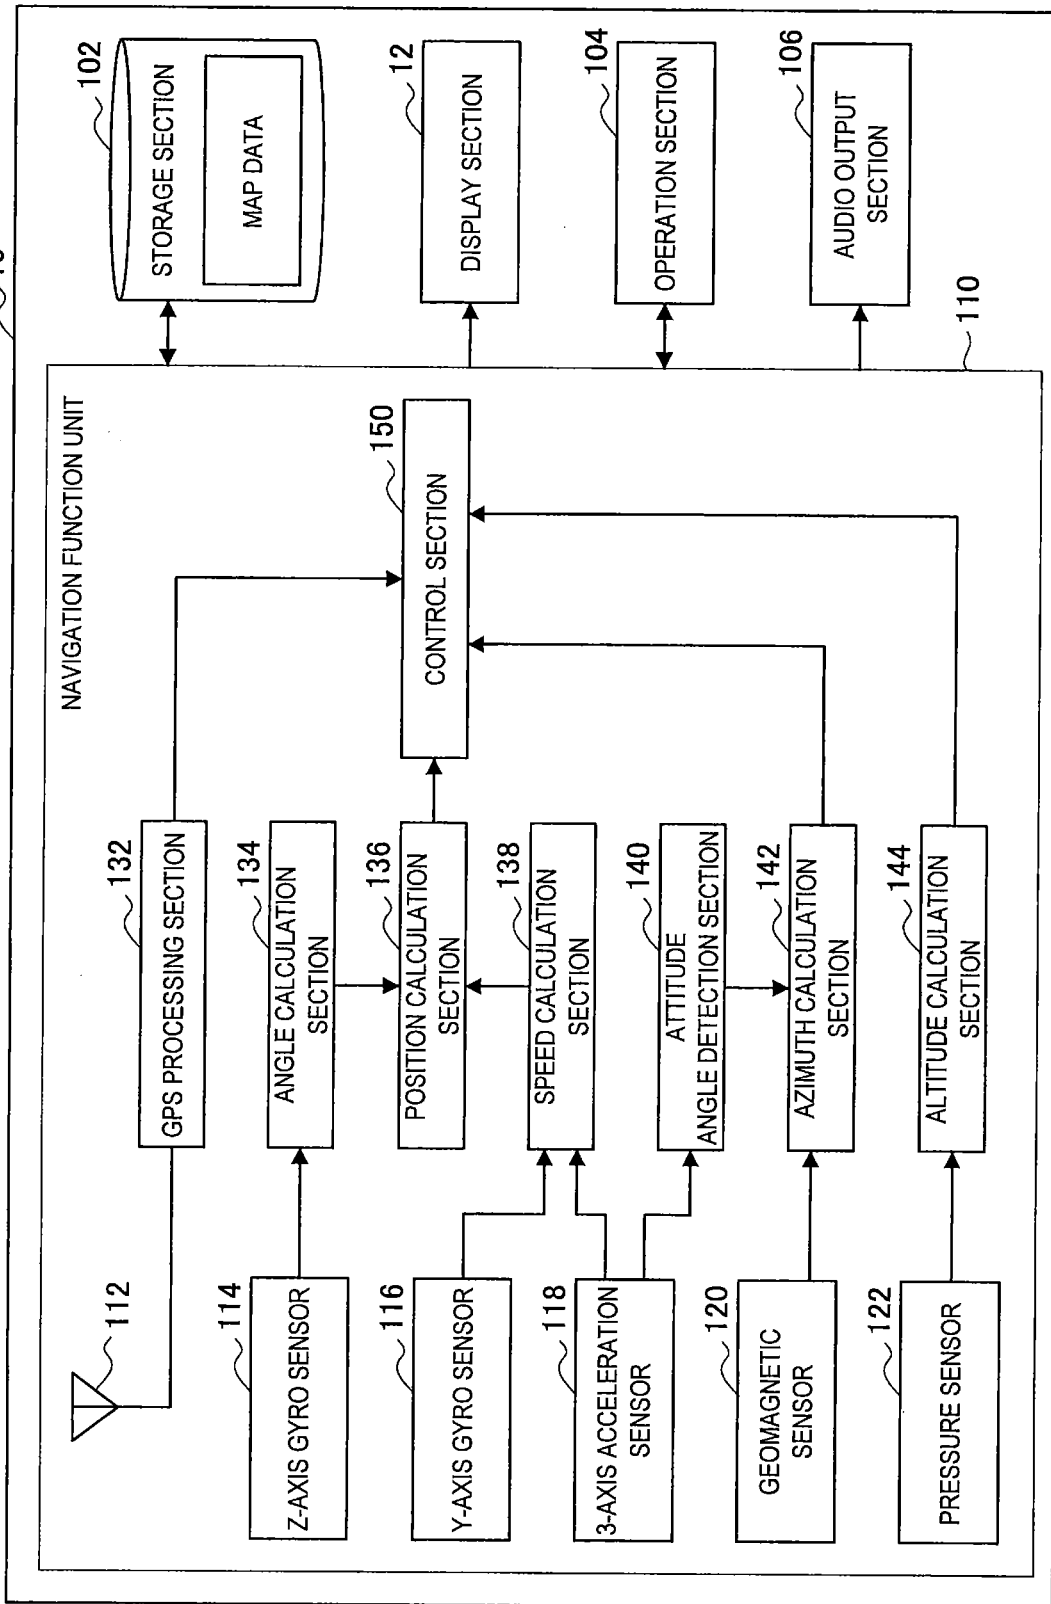 NAVIGATION FUNCTION UNIT
112
114
Z-AXIS GYRO SENSOR
116
Y-AXIS GYRO SENSOR
118
3-AXIS ACCELERATION
SENSOR
120
GEOMAGNETIC
SENSOR
122
PRESSURE SENSOR
132
GPS PROCESSING SECTION
134
ANGLE CALCULATION
SECTION
136
POSITION CALCULATION
SECTION
138
SPEED CALCULATION
SECTION
140
ATTITUDE
ANGLE DETECTION SECTION
142
AZIMUTH CALCULATION
SECTION
144
ALTITUDE CALCULATION
SECTION
150
CONTROL SECTION
110
102
STORAGE SECTION
MAP DATA
12
DISPLAY SECTION
104
OPERATION SECTION
106
AUDIO OUTPUT
SECTION